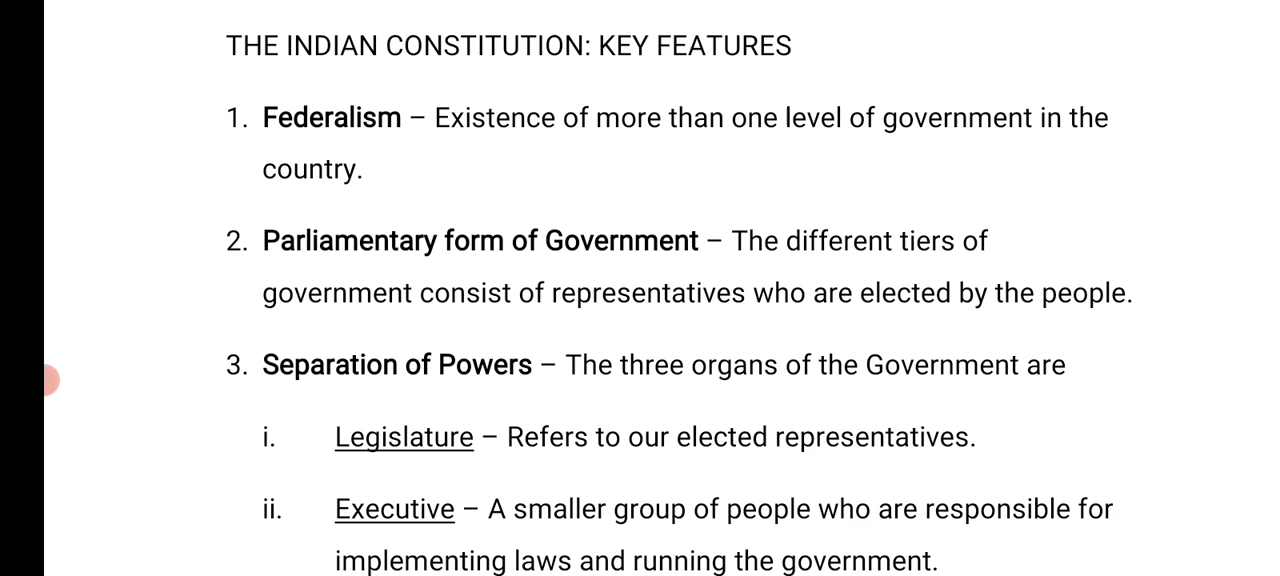 THE INDIAN CONSTITUTION: KEY FEATURES
1. Federalism – Existence of more than one level of government in the
country.
2. Parliamentary form of Government – The different tiers of
government consist of representatives who are elected by the people.
3. Separation of Powers – The three organs of the Government are
i. Legislature – Refers to our elected representatives.
ii. Executive – A smaller group of people who are responsible for
implementing laws and running the government.